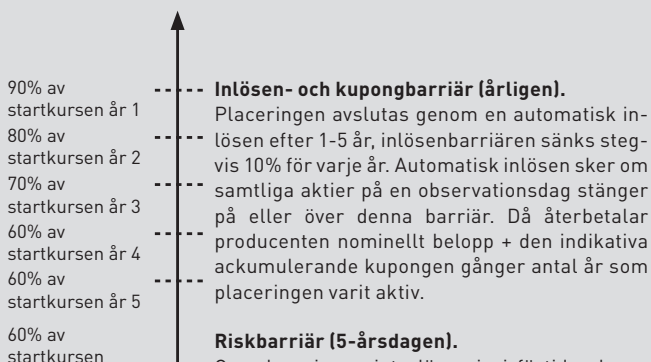 90% av
startkursen år 1
80% av
startkursen år 2
70% av
startkursen år 3
60% av
startkursen år 4
60% av
startkursen år 5
60% av
startkursen
Inlösen- och kupongbarriär (årligen).
Placeringen avslutas genom en automatisk in-
lösen efter 1-5 år, inlösenbarriären sänks steg-
vis 10% för varje år. Automatisk inlösen sker om
samtliga aktier på en observationsdag stänger
på eller över denna barriär. Då återbetalar
producenten nominellt belopp + den indikativa
ackumulerande kupongen gånger antal år som
placeringen varit aktiv.
Riskbarriär (5-årsdagen).